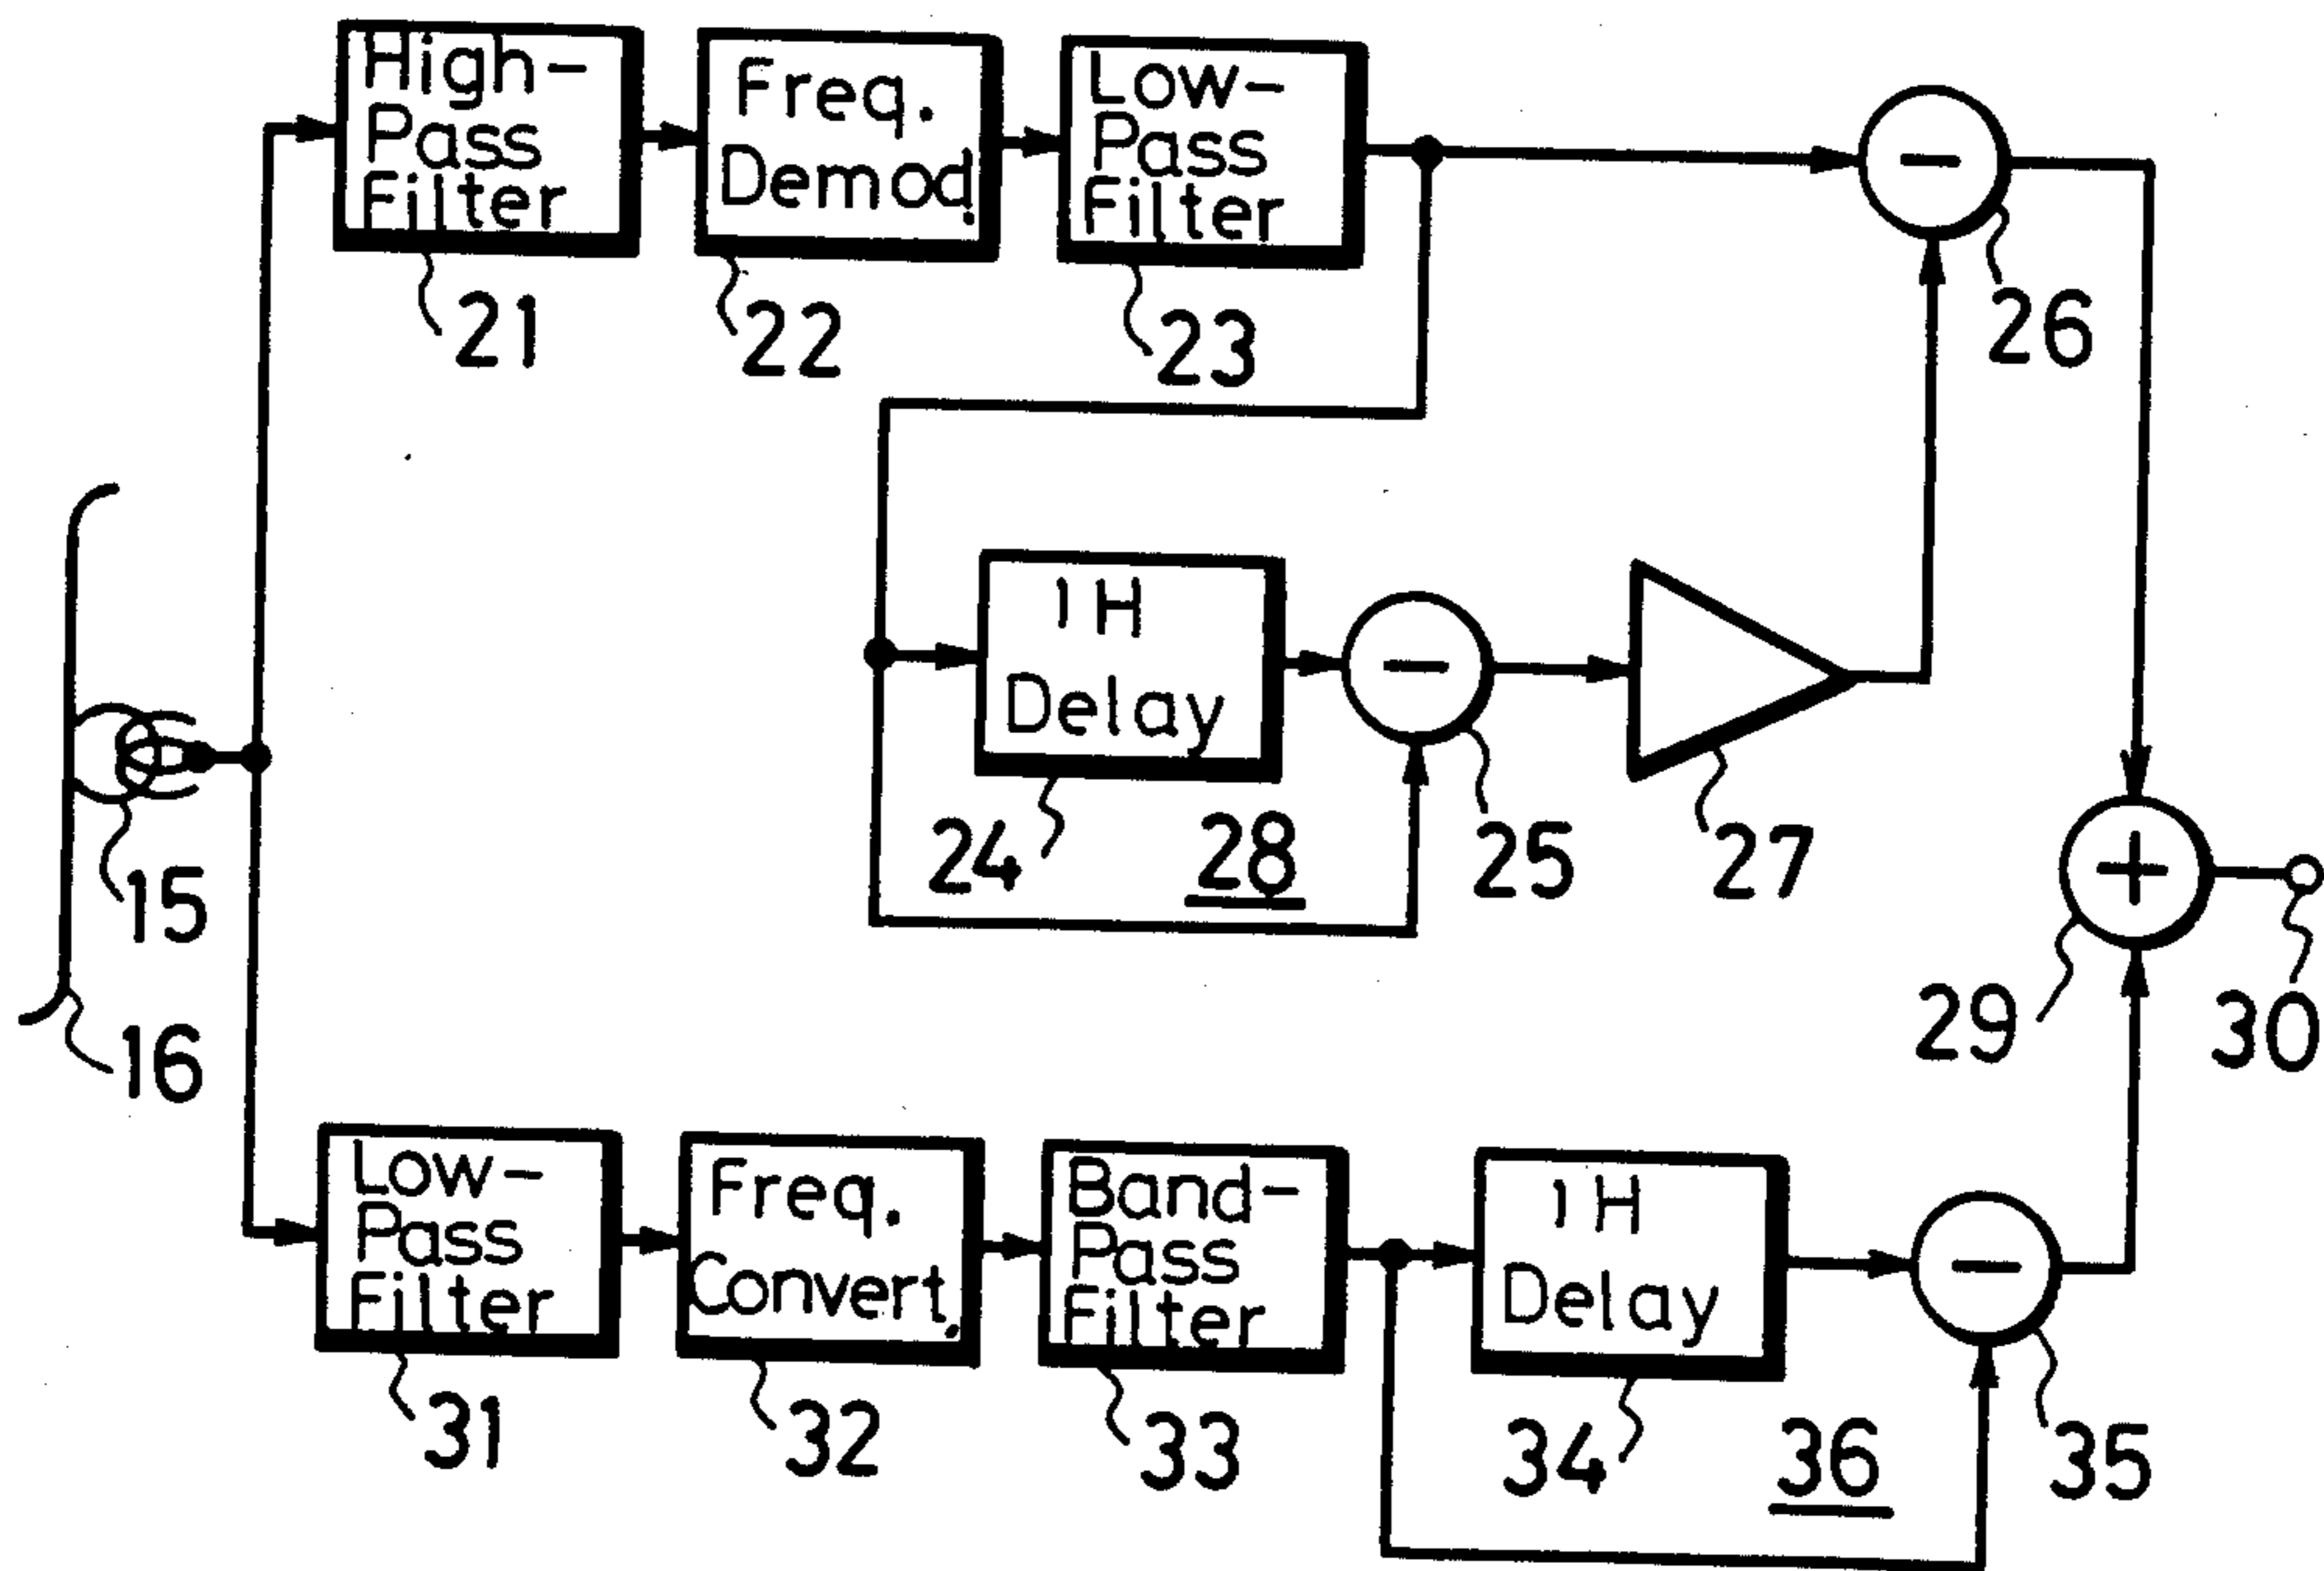 High-
Pass
Filter
Freq.
Demod.
Low-
Pass
Filter
−
21
22
23
26
1H
Delay
−
24
28
25
27
15
16
+
29
30
Low-
Pass
Filter
Freq.
Convert.
Band-
Pass
Filter
1H
Delay
−
31
32
33
34
36
35